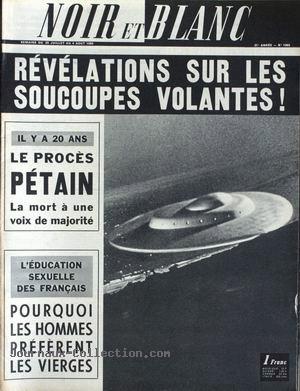 NOIR ET BLANC
RÉVÉLATIONS SUR LES
SOUCOUPES VOLANTES !
IL Y A 20 ANS
LE PROCÈS
PÉTAIN
La mort à une
voix de majorité
L'ÉDUCATION
SEXUELLE
DES FRANÇAIS
POURQUOI
LES HOMMES
PRÉFÈRENT
LES VIERGES
Journaux-Collection.com
1 Franc